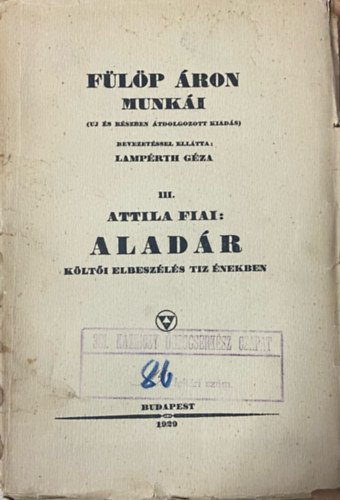 FÜLÖP ÁRON
MUNKÁI
(UJ ÉS RÉSZBEN ÁTDOLGOZOTT KIADÁS)
BEVEZETÉSSEL ELLÁTTA:
LAMPÉRTH GÉZA
III.
ATTILA FIAI:
ALADÁR
KÖLTŐI ELBESZÉLÉS TIZ ÉNEKBEN
CSAPAT
86
BUDAPEST
1929